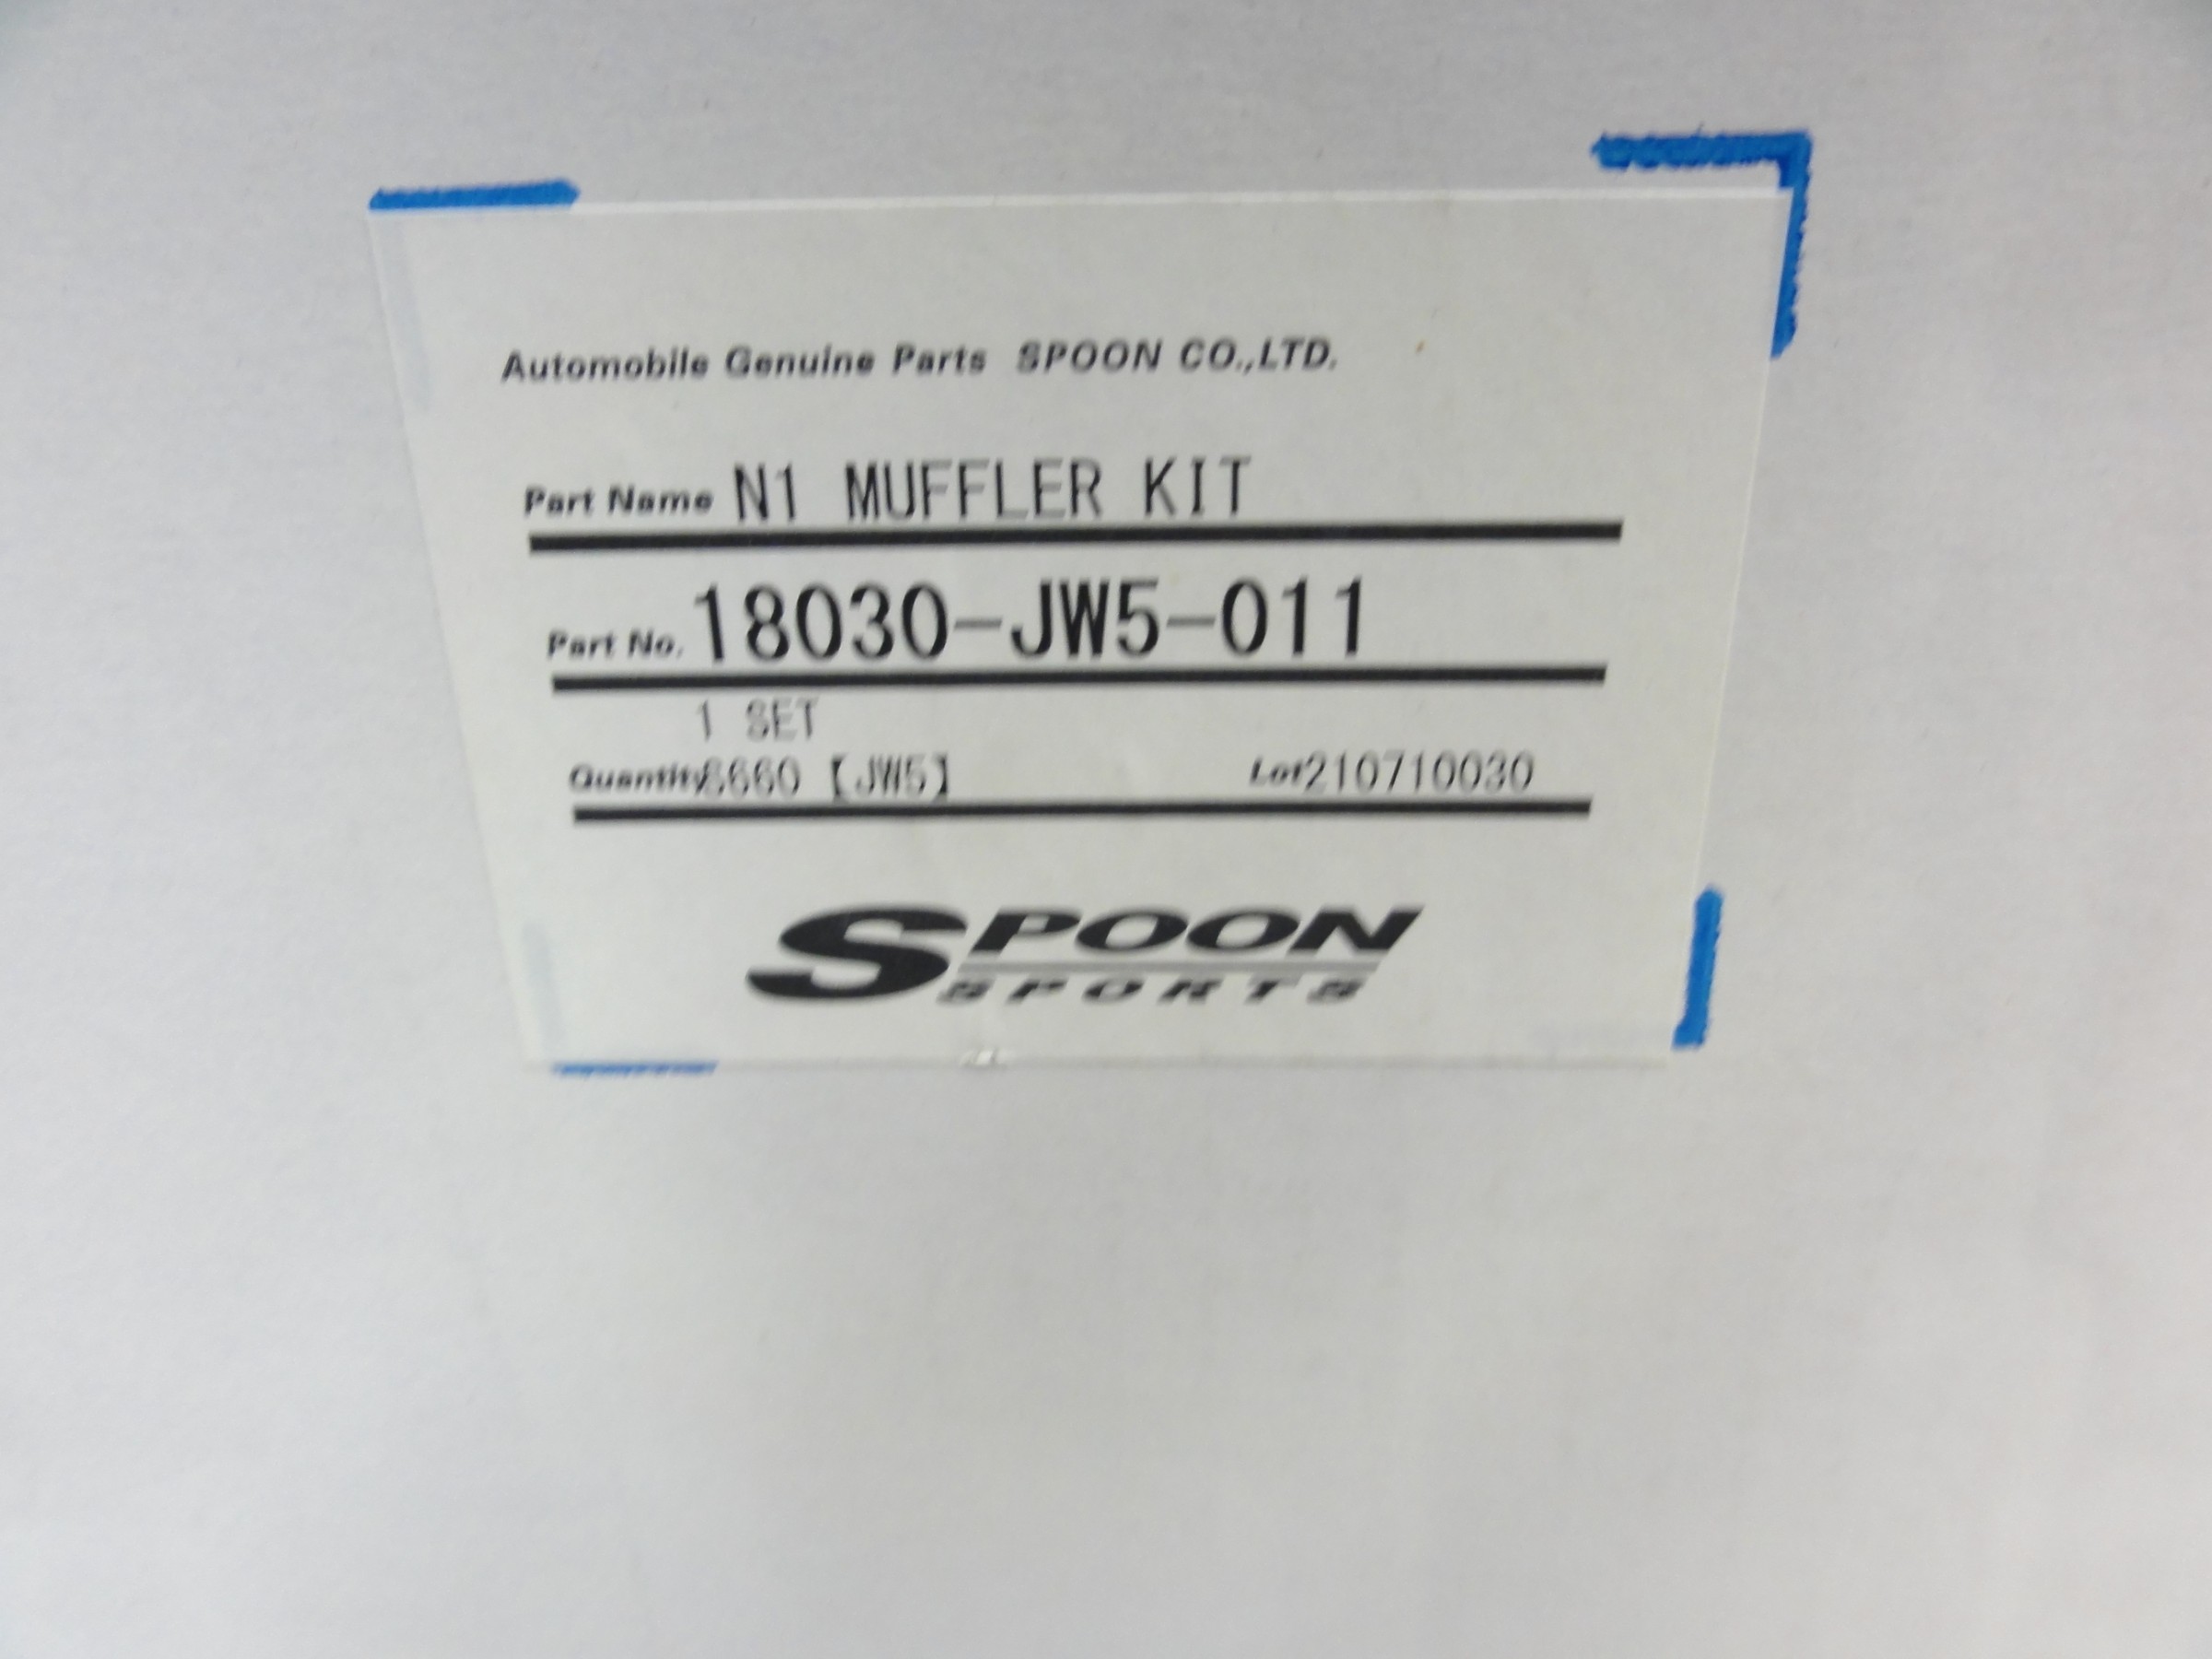 Automobile Genuine Parts SPOON CO.,LTD.
Part Name N1 MUFFLER KIT
Part No. 18030-JW5-011
1 SET
Quantity 【JW5】 Lot 210710030
SPOON
SPORTS